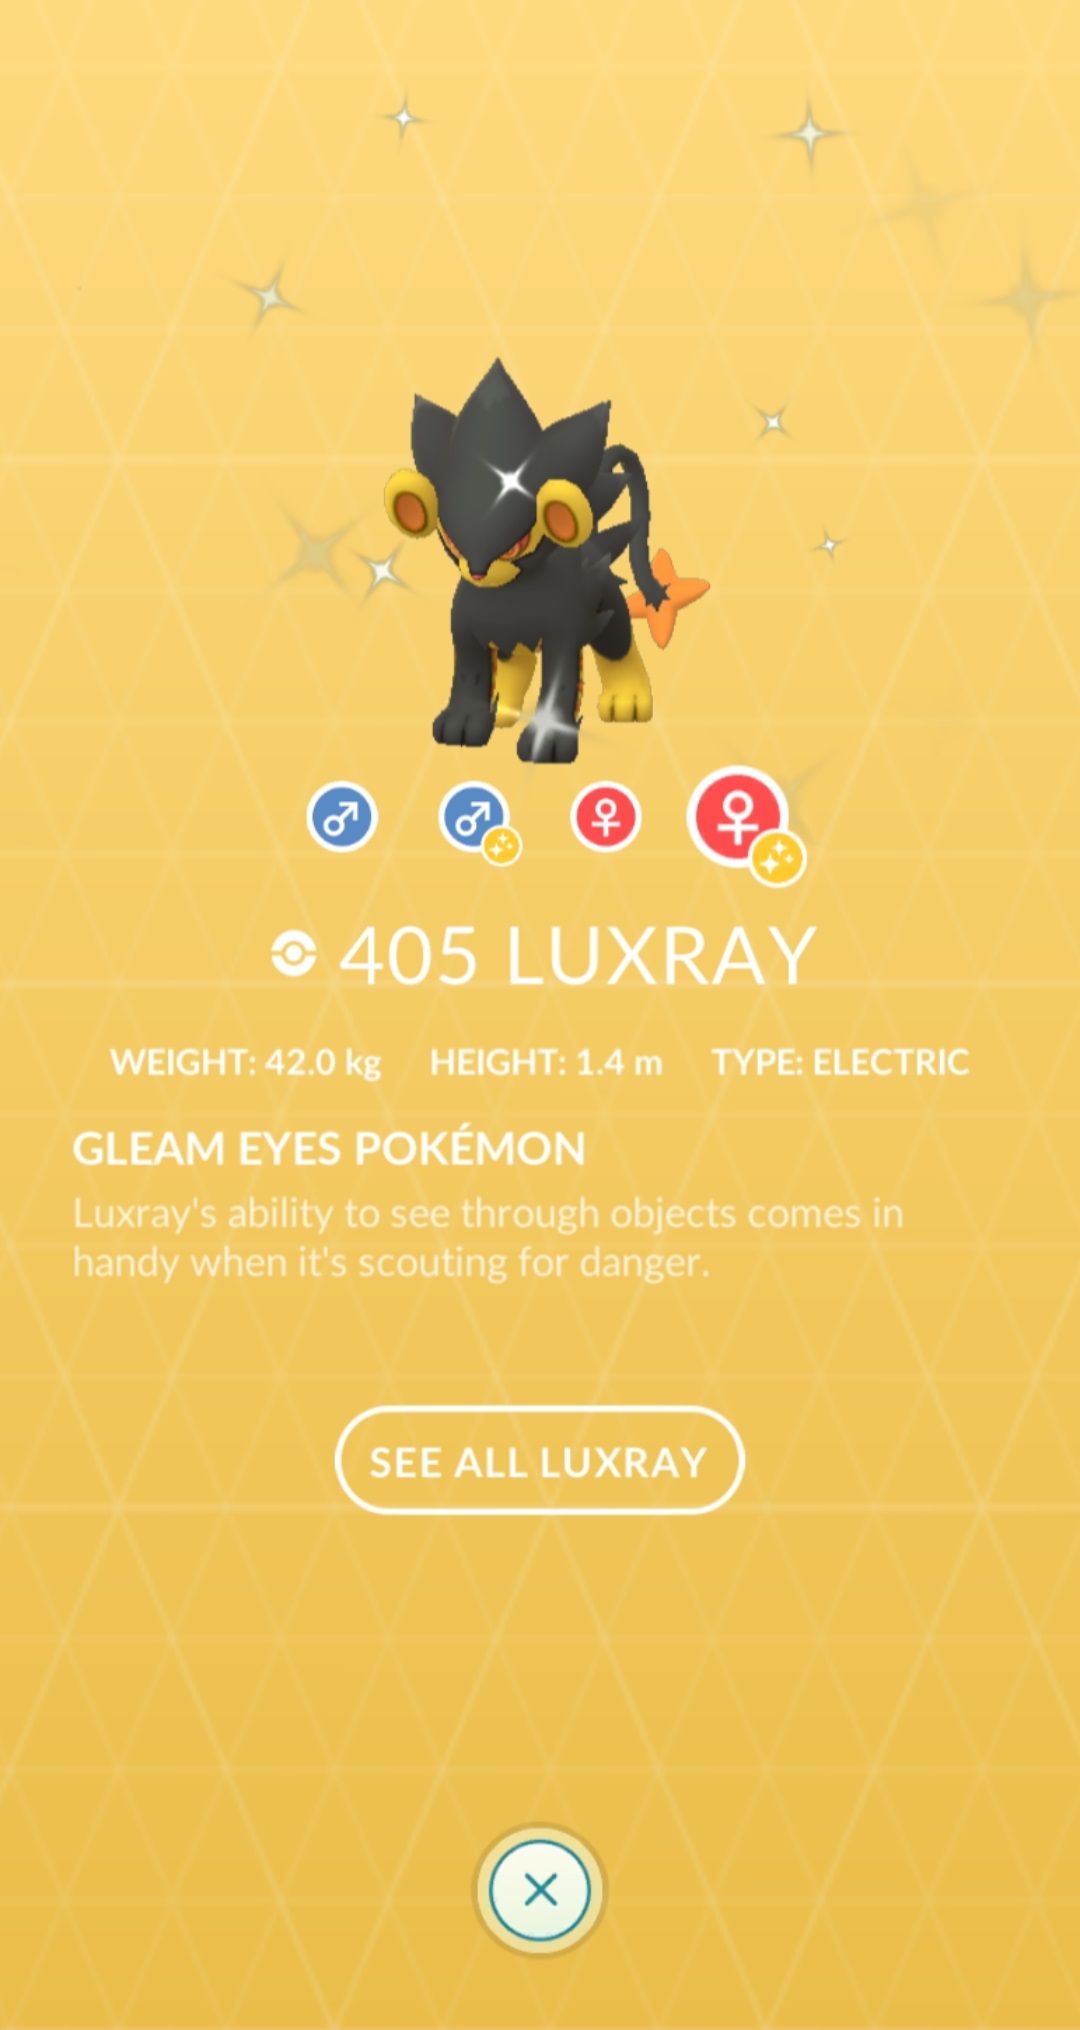 405 LUXRAY
WEIGHT: 42.0 kg HEIGHT: 1.4 m TYPE: ELECTRIC
GLEAM EYES POKÉMON
Luxray's ability to see through objects comes in
handy when it's scouting for danger.
SEE ALL LUXRAY